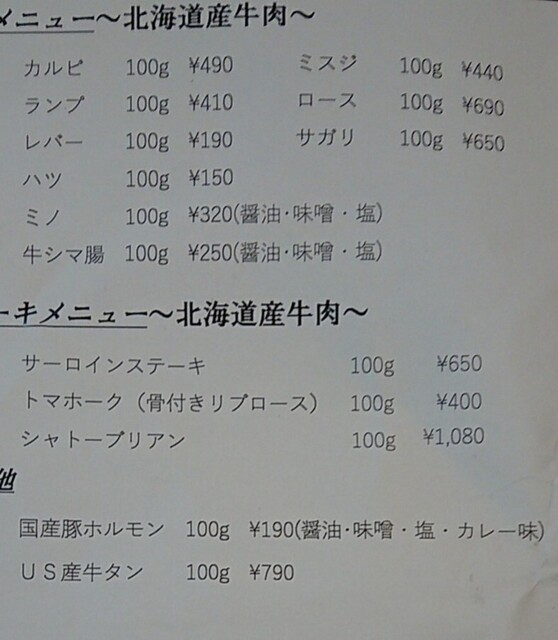 メニュー～北海道産牛肉～
カルビ 100g ¥490 ミスジ 100g ¥440
ランプ 100g ¥410 ロース 100g ¥690
レバー 100g ¥190 サガリ 100g ¥650
ハツ 100g ¥150
ミノ 100g ¥320(醤油･味噌・塩)
牛シマ腸 100g ¥250(醤油･味噌・塩)
ーキメニュー～北海道産牛肉～
サーロインステーキ 100g ¥650
トマホーク（骨付きリブロース） 100g ¥400
シャトーブリアン 100g ¥1,080
他
国産豚ホルモン 100g ¥190(醤油･味噌・塩・カレー味)
ＵＳ産牛タン 100g ¥790